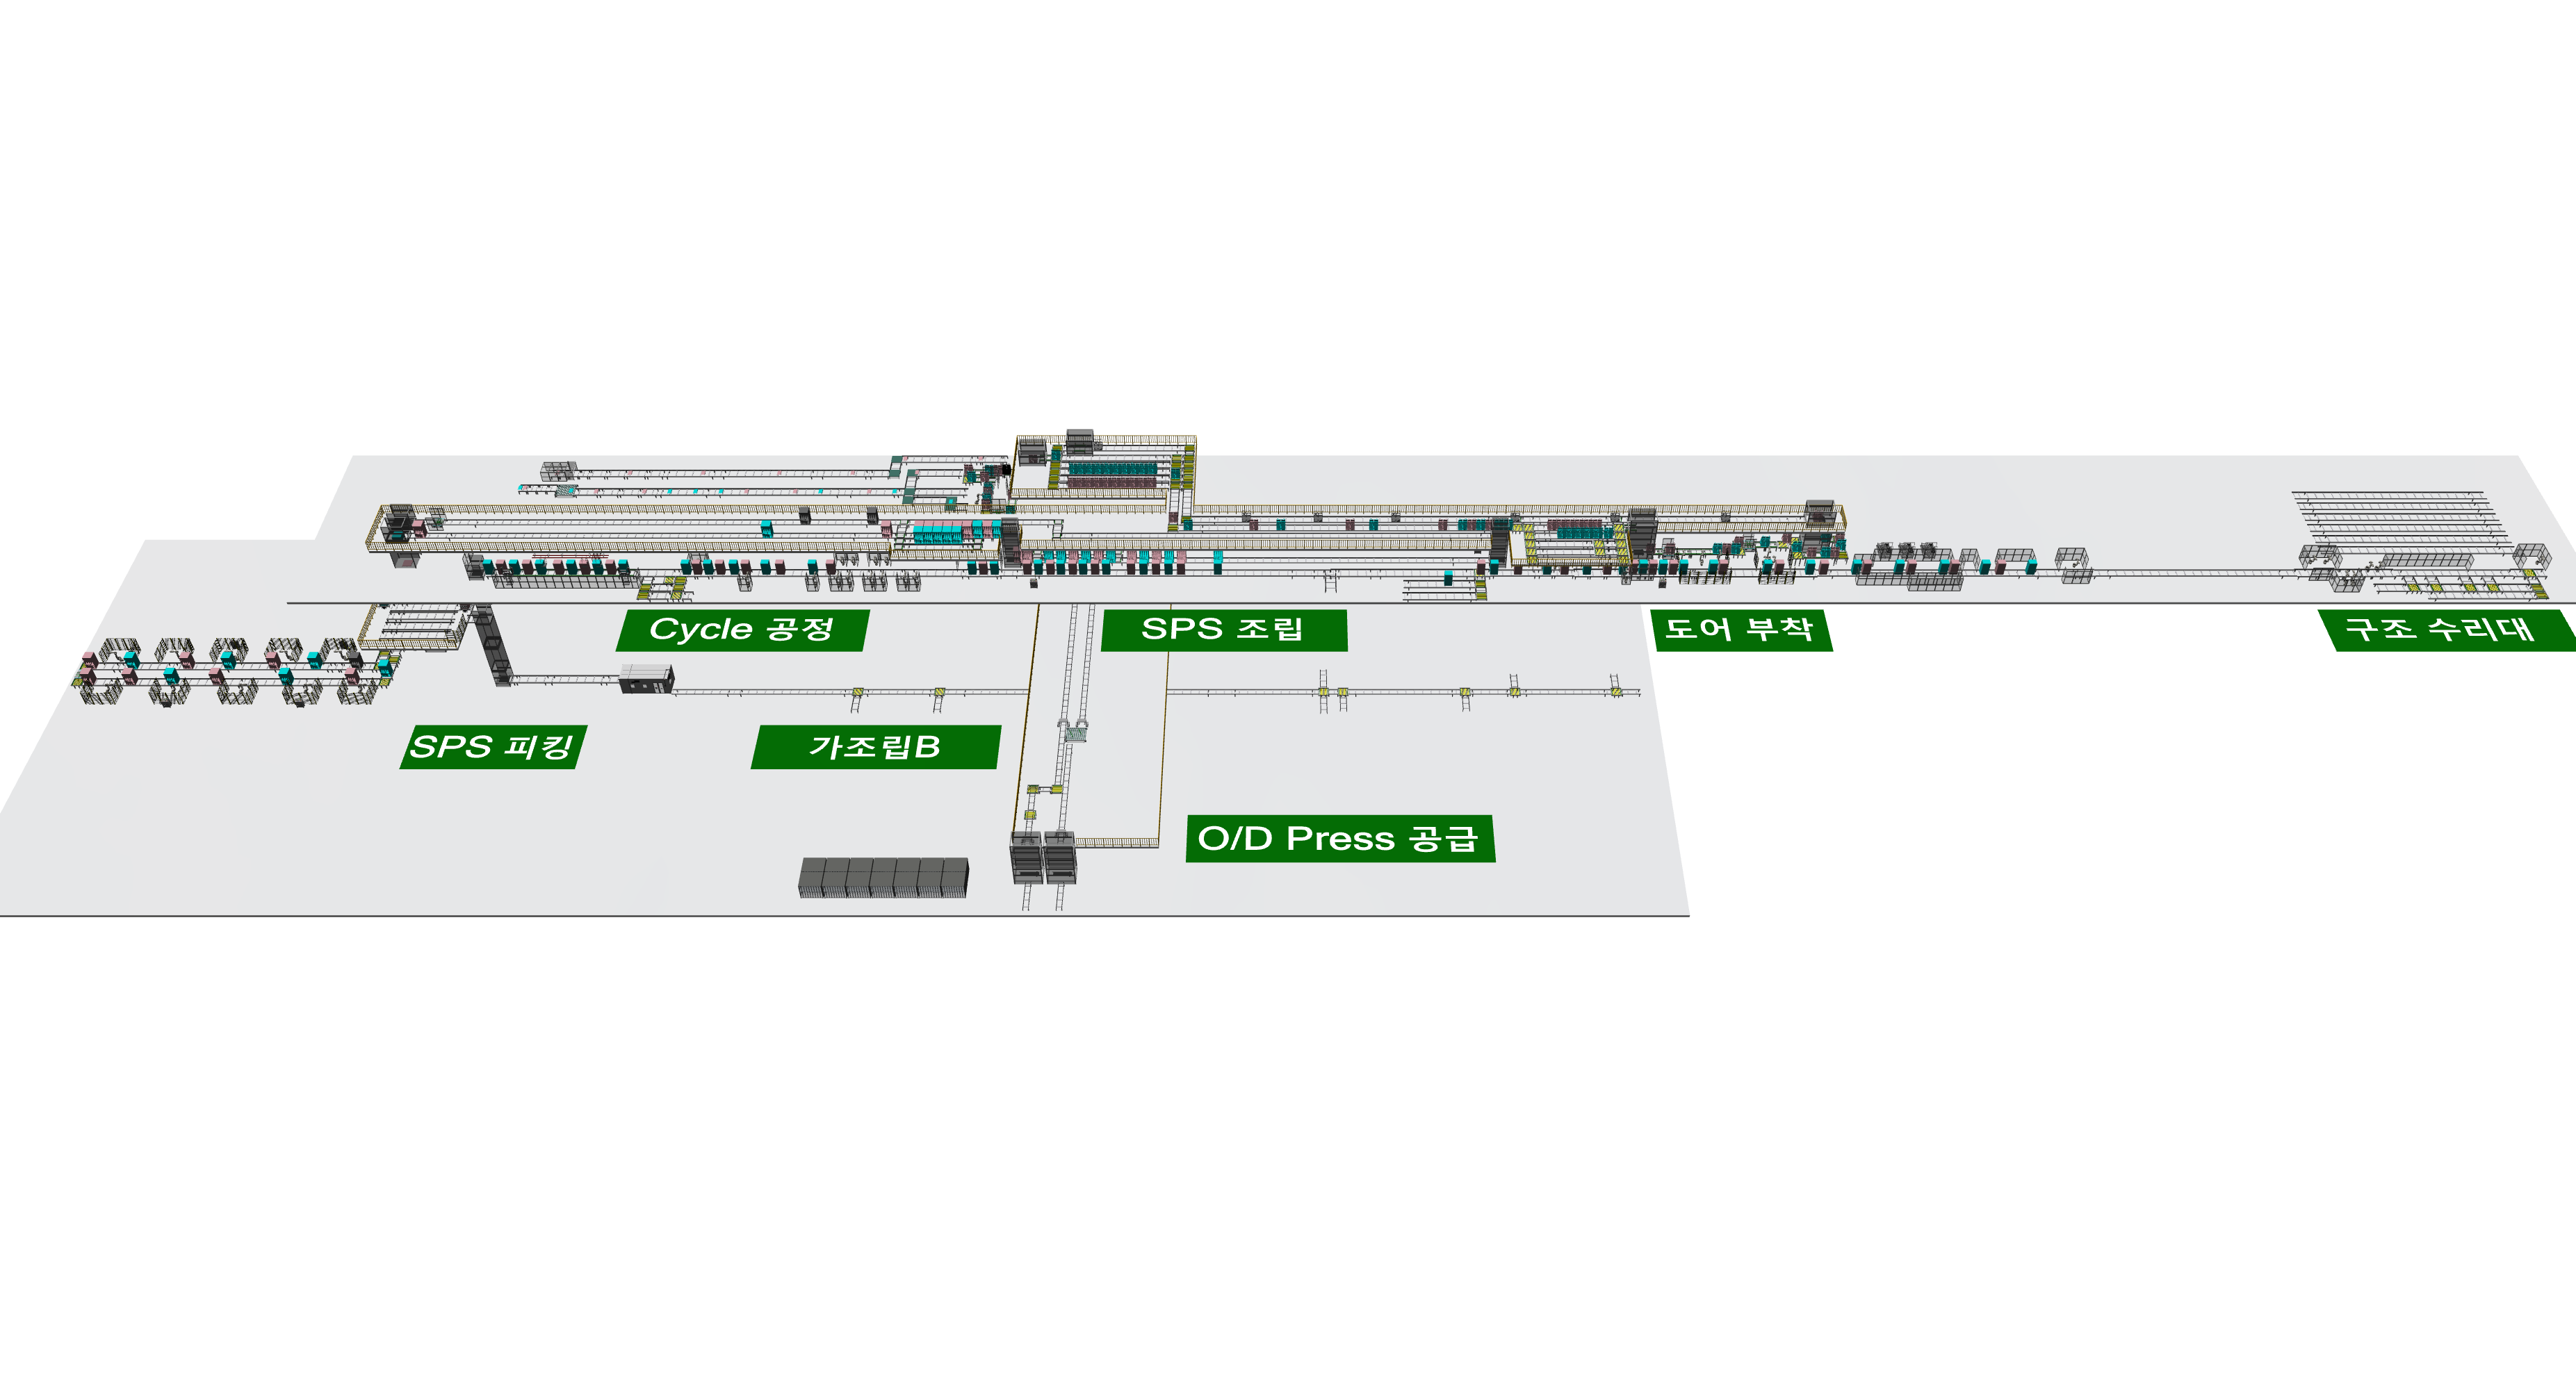 Cycle 공정
SPS 조립
도어 부착
구조 수리대
SPS 피킹
가조립B
O/D Press 공급